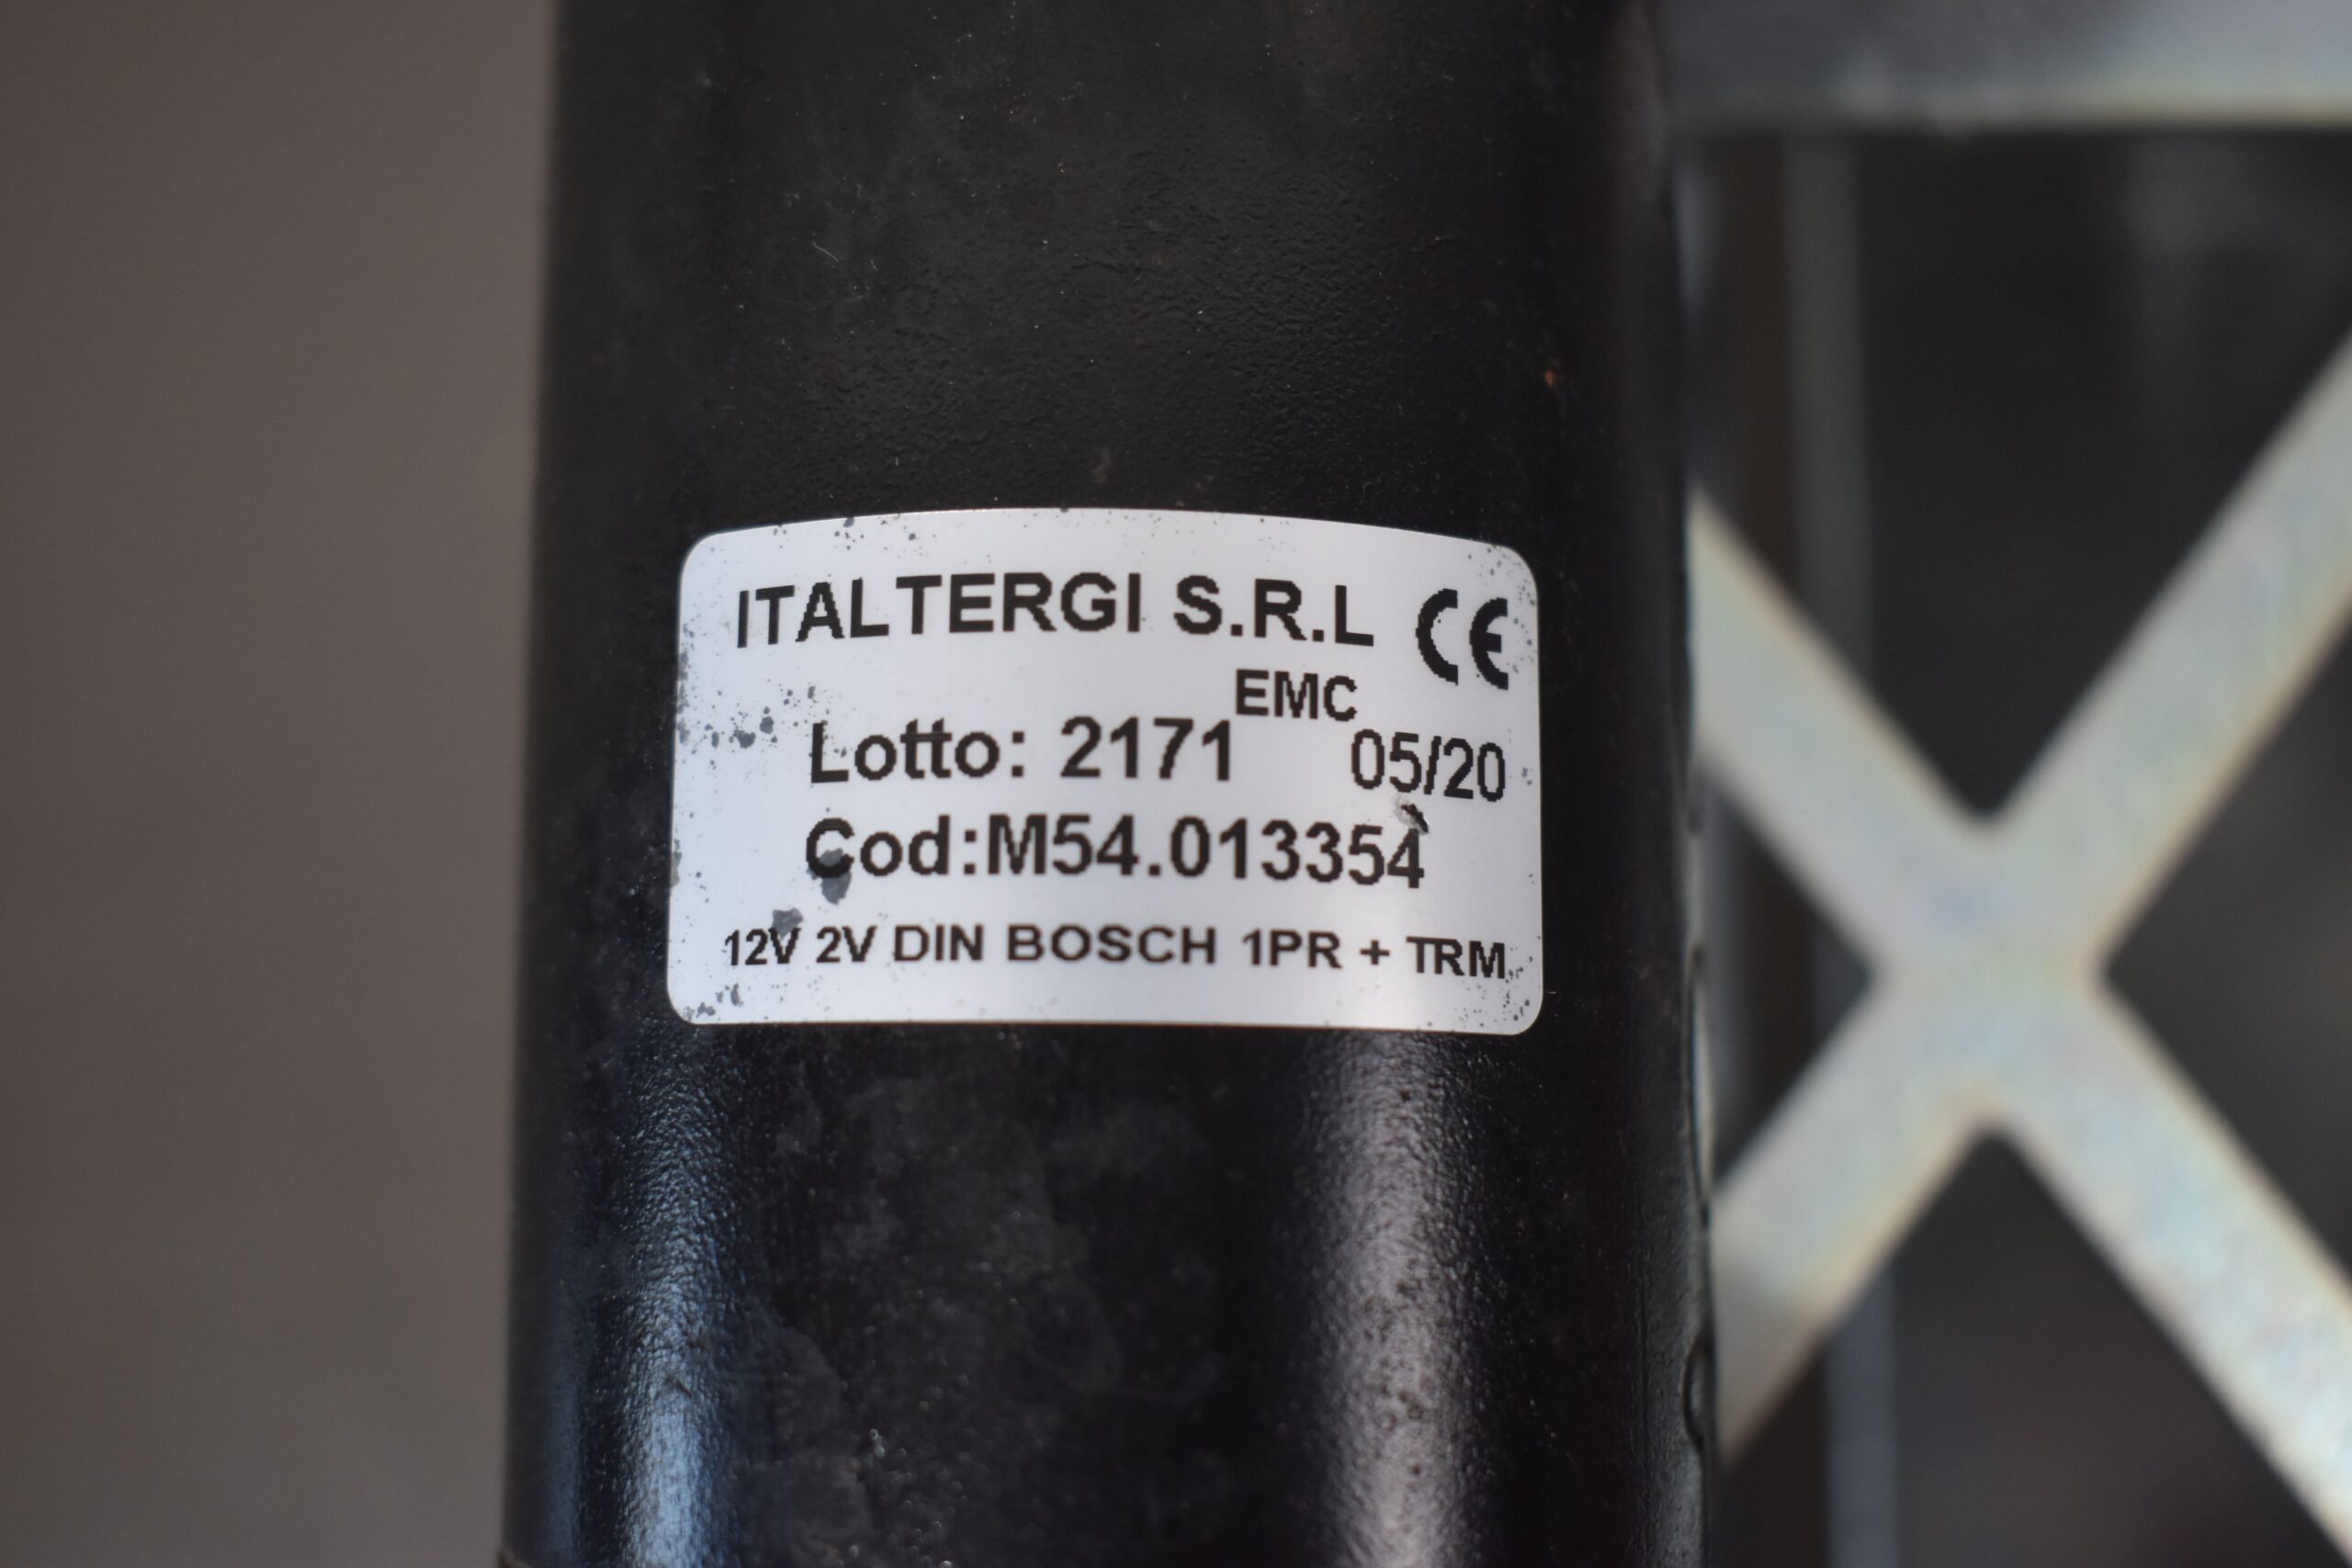 ITALTERGI S.R.L CE
EMC
Lotto: 2171 05/20
Cod:M54.013354
12V 2V DIN BOSCH 1PR + TRM